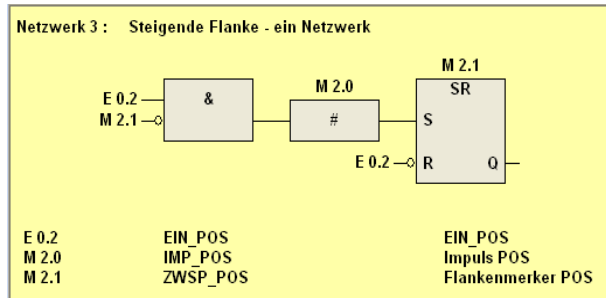 Netzwerk 3 : Steigende Flanke - ein Netzwerk
M 2.1
M 2.0 SR
E 0.2 &
M 2.1 # S
E 0.2 R Q
E 0.2 EIN_POS EIN_POS
M 2.0 IMP_POS Impuls POS
M 2.1 ZWSP_POS Flankenmerker POS